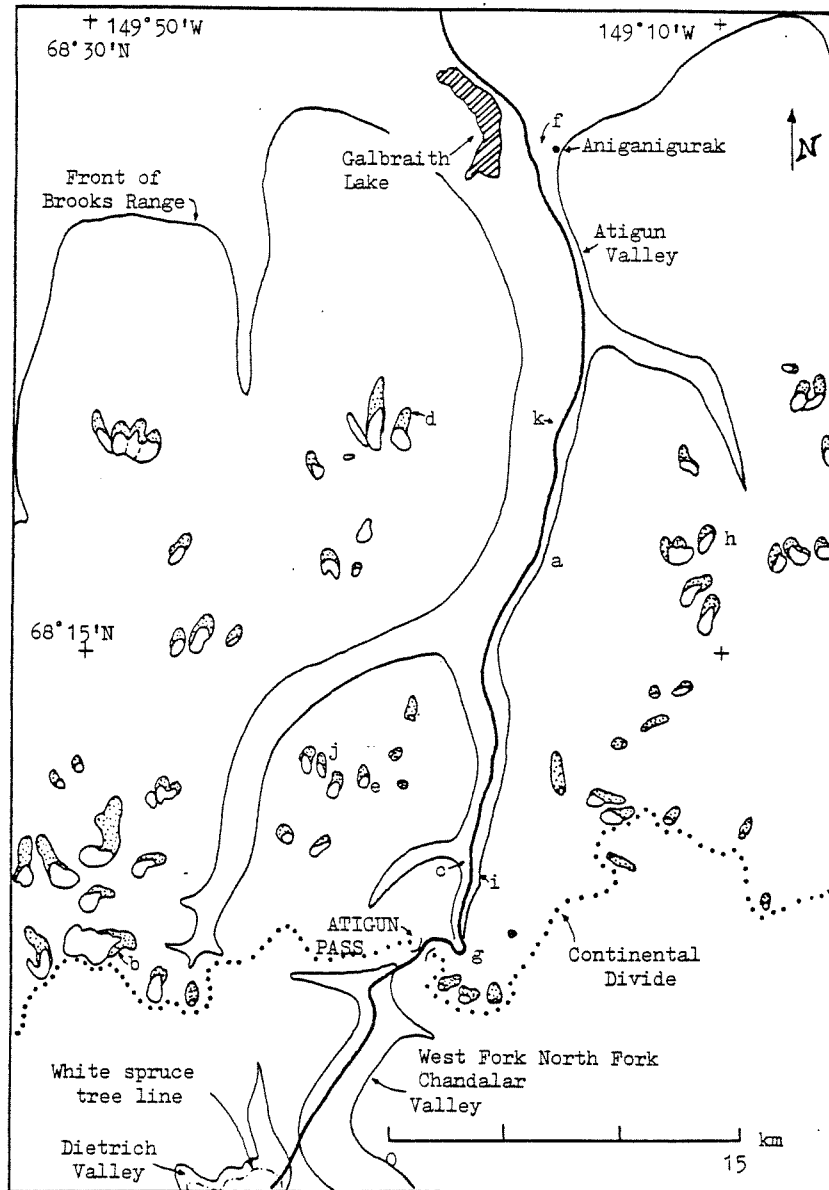 149°50'W
149°10'W
68°30'N
f
Galbraith
Lake
Aniganigurak
N
Front of
Brooks Range
Atigun
Valley
d
k
h
a
68°15'N
j
e
c
i
ATIGUN
PASS
g
b
Continental
Divide
White spruce
tree line
West Fork North Fork
Chandalar
Valley
Dietrich
Valley
km
0
15